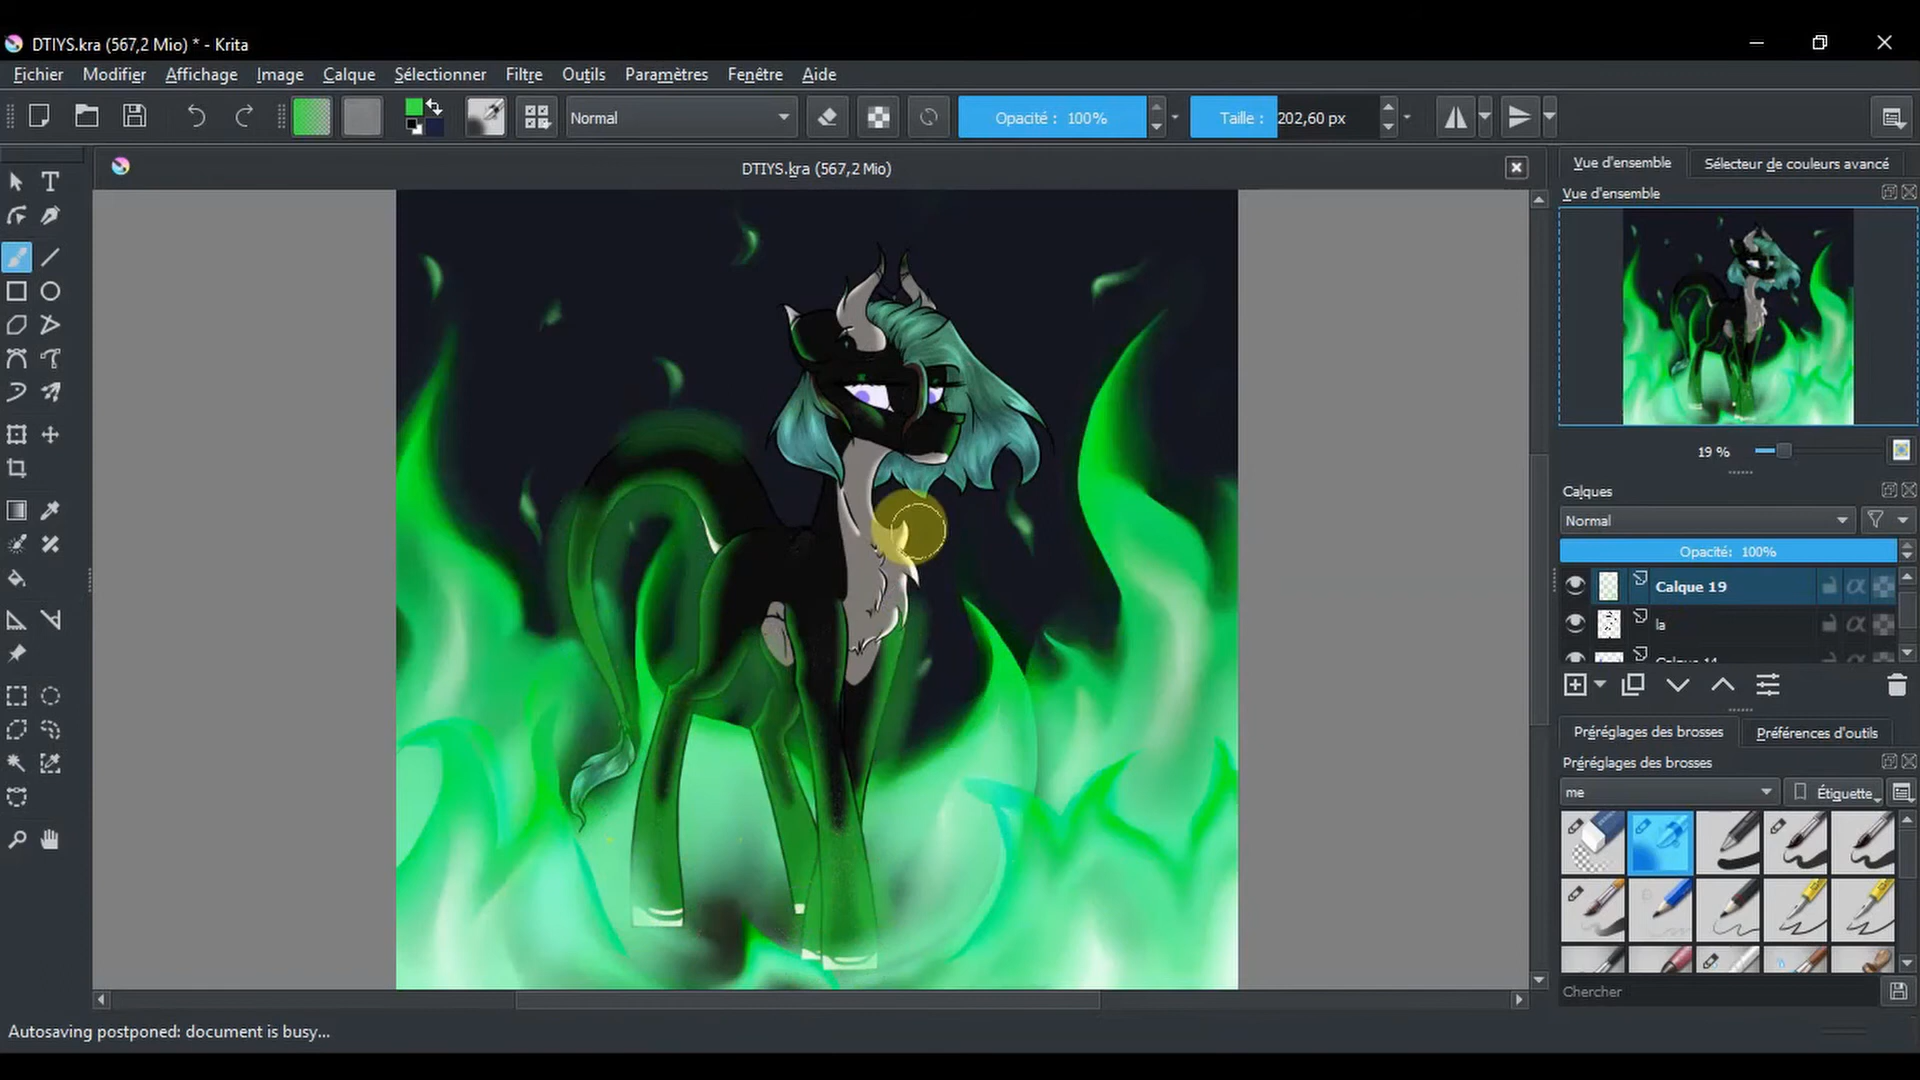 DTIYS.kra (567,2 Mio) * - Krita
Fichier Modifier Affichage Image Calque Sélectionner Filtre Outils Paramètres Fenêtre Aide
Normal Opacité : 100% Taille : 202,60 px
DTIYS.kra (567,2 Mio)
Vue d'ensemble Sélecteur de couleurs avancé
Vue d'ensemble
19 %
Calques
Normal
Opacité: 100%
Calque 19
la
Calque 14
Préréglages des brosses Préférences d'outils
Préréglages des brosses
me Étiquette
Chercher
Autosaving postponed: document is busy...